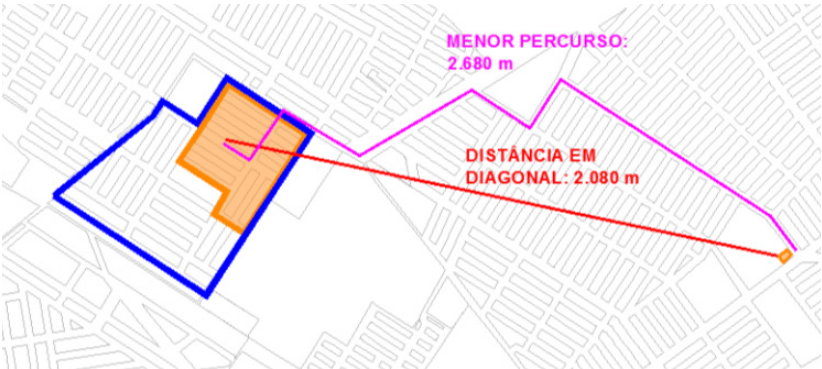 MENOR PERCURSO:
2.680 m
DISTÂNCIA EM
DIAGONAL: 2.080 m